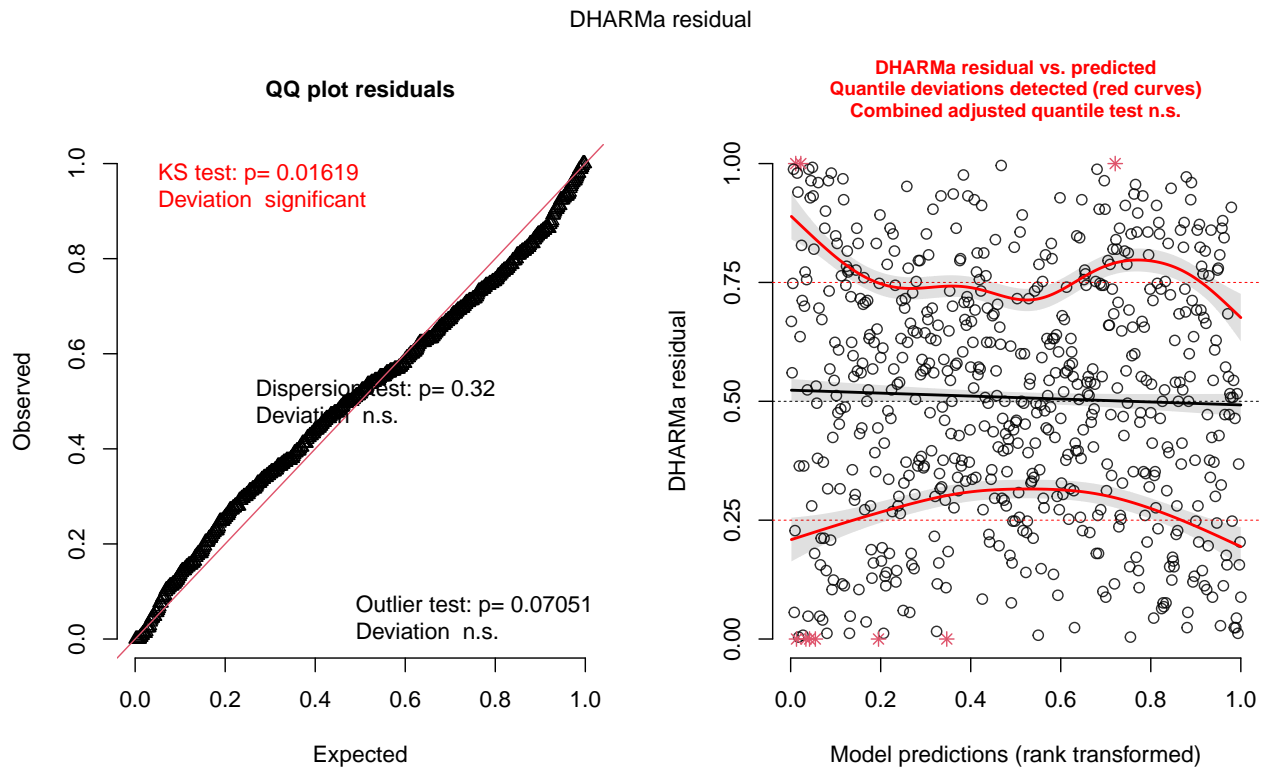 DHARMa residual
QQ plot residuals
KS test: p= 0.01619
Deviation  significant
Dispersion test: p= 0.32
Deviation  n.s.
Outlier test: p= 0.07051
Deviation  n.s.
Observed
0.0 0.2 0.4 0.6 0.8 1.0
0.0 0.2 0.4 0.6 0.8 1.0
Expected
DHARMa residual vs. predicted
Quantile deviations detected (red curves)
Combined adjusted quantile test n.s.
DHARMa residual
0.00 0.25 0.50 0.75 1.00
0.0 0.2 0.4 0.6 0.8 1.0
Model predictions (rank transformed)